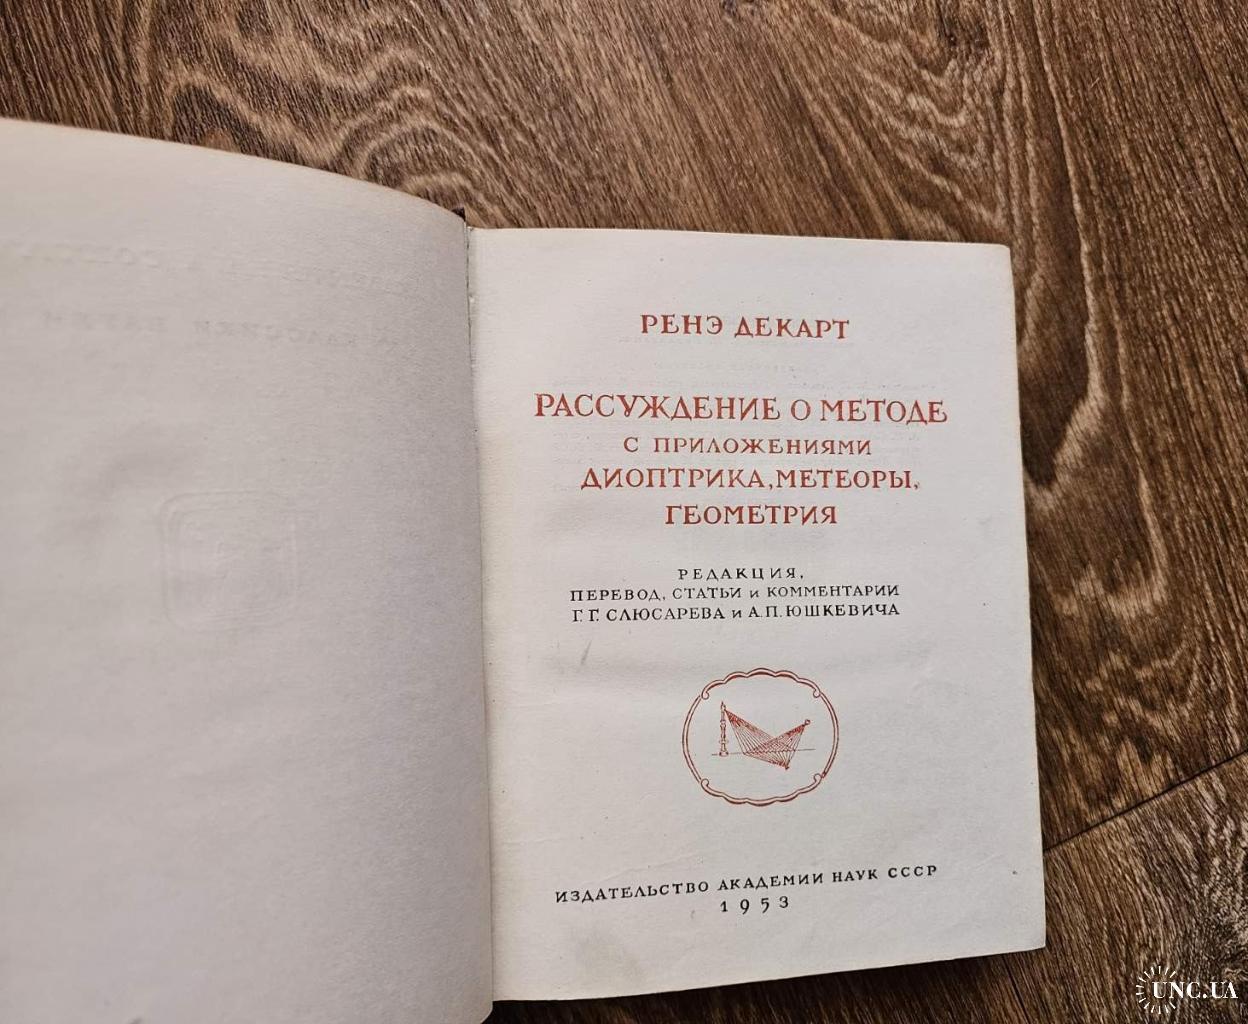 РЕНЭ ДЕКАРТ
РАССУЖДЕНИЕ О МЕТОДЕ
С ПРИЛОЖЕНИЯМИ
ДИОПТРИКА, МЕТЕОРЫ,
ГЕОМЕТРИЯ
РЕДАКЦИЯ,
ПЕРЕВОД, СТАТЬИ И КОММЕНТАРИИ
Г. Г. СЛЮСАРЕВА И А. П. ЮШКЕВИЧА
ИЗДАТЕЛЬСТВО АКАДЕМИИ НАУК СССР
1953
UNC.UA